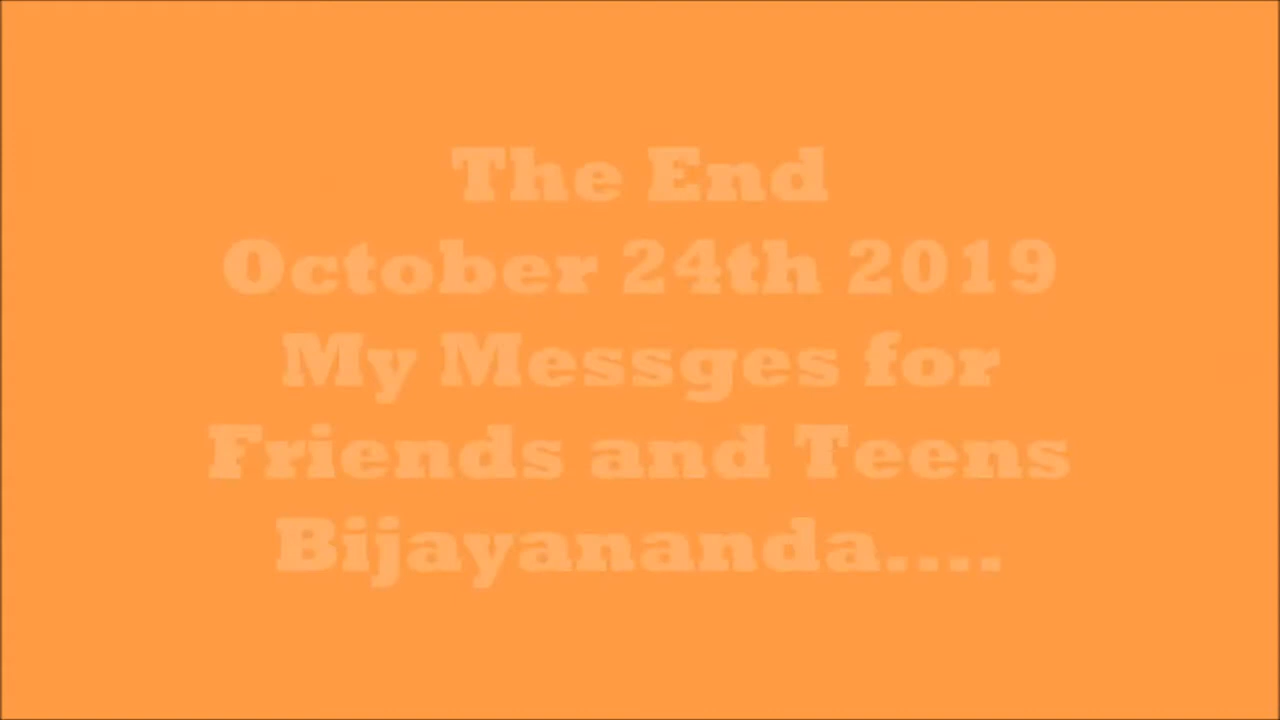 The End
October 24th 2019
My Messges for
Friends and Teens
Bijayananda....